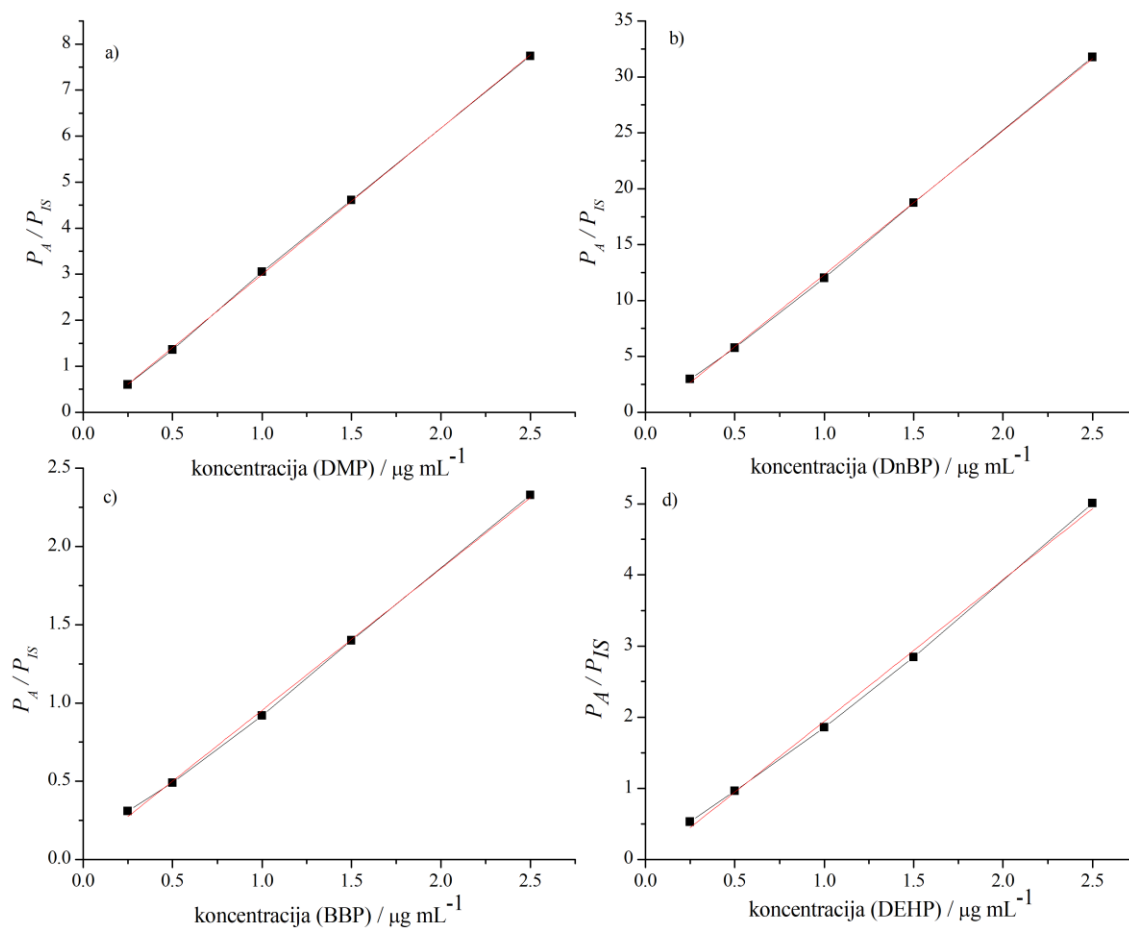 a)
8
7
6
5
4
3
2
1
0
P_A / P_IS
0.0 0.5 1.0 1.5 2.0 2.5
koncentracija (DMP) / μg mL⁻¹
b)
35
30
25
20
15
10
5
0
P_A / P_IS
0.0 0.5 1.0 1.5 2.0 2.5
koncentracija (DnBP) / μg mL⁻¹
c)
2.5
2.0
1.5
1.0
0.5
0.0
P_A / P_IS
0.0 0.5 1.0 1.5 2.0 2.5
koncentracija (BBP) / μg mL⁻¹
d)
5
4
3
2
1
0
P_A / P_IS
0.0 0.5 1.0 1.5 2.0 2.5
koncentracija (DEHP) / μg mL⁻¹